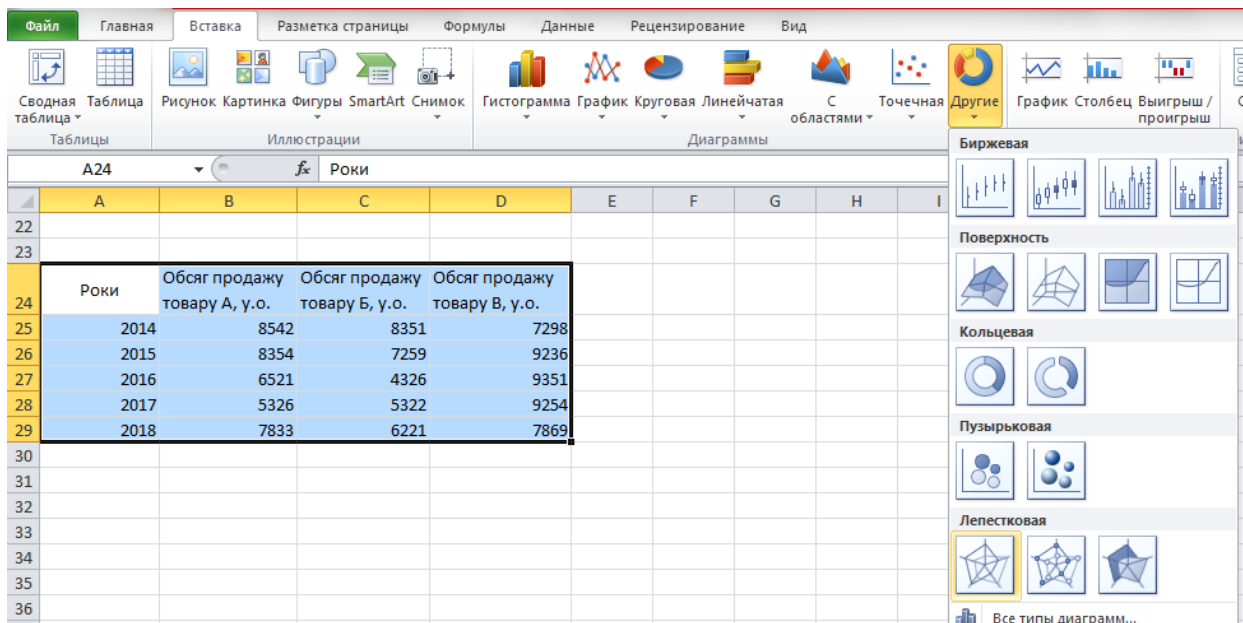 Файл Главная Вставка Разметка страницы Формулы Данные Рецензирование Вид
Сводная таблица Таблица Рисунок Картинка Фигуры SmartArt Снимок Гистограмма График Круговая Линейчатая С областями Точечная Другие График Столбец Выигрыш / проигрыш
Таблицы Иллюстрации Диаграммы
A24 fx Роки
A B C D E F G H I
22
23
24 Роки Обсяг продажу товару А, у.о. Обсяг продажу товару Б, у.о. Обсяг продажу товару В, у.о.
25 2014 8542 8351 7298
26 2015 8354 7259 9236
27 2016 6521 4326 9351
28 2017 5326 5322 9254
29 2018 7833 6221 7869
30
31
32
33
34
35
36
Биржевая
Поверхность
Кольцевая
Пузырьковая
Лепестковая
Все типы диаграмм...